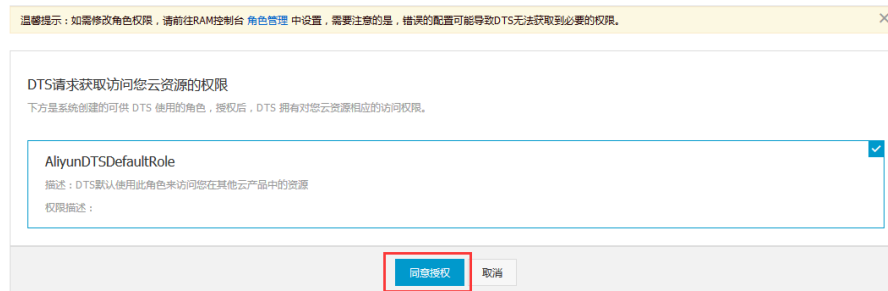 温馨提示：如需修改角色权限，请前往RAM控制台 角色管理 中设置，需要注意的是，错误的配置可能导致DTS无法获取到必要的权限。
DTS请求获取访问您云资源的权限
下方是系统创建的可供 DTS 使用的角色，授权后，DTS 拥有对您云资源相应的访问权限。
AliyunDTSDefaultRole
描述：DTS默认使用此角色来访问您在其他云产品中的资源
权限描述：
同意授权 取消